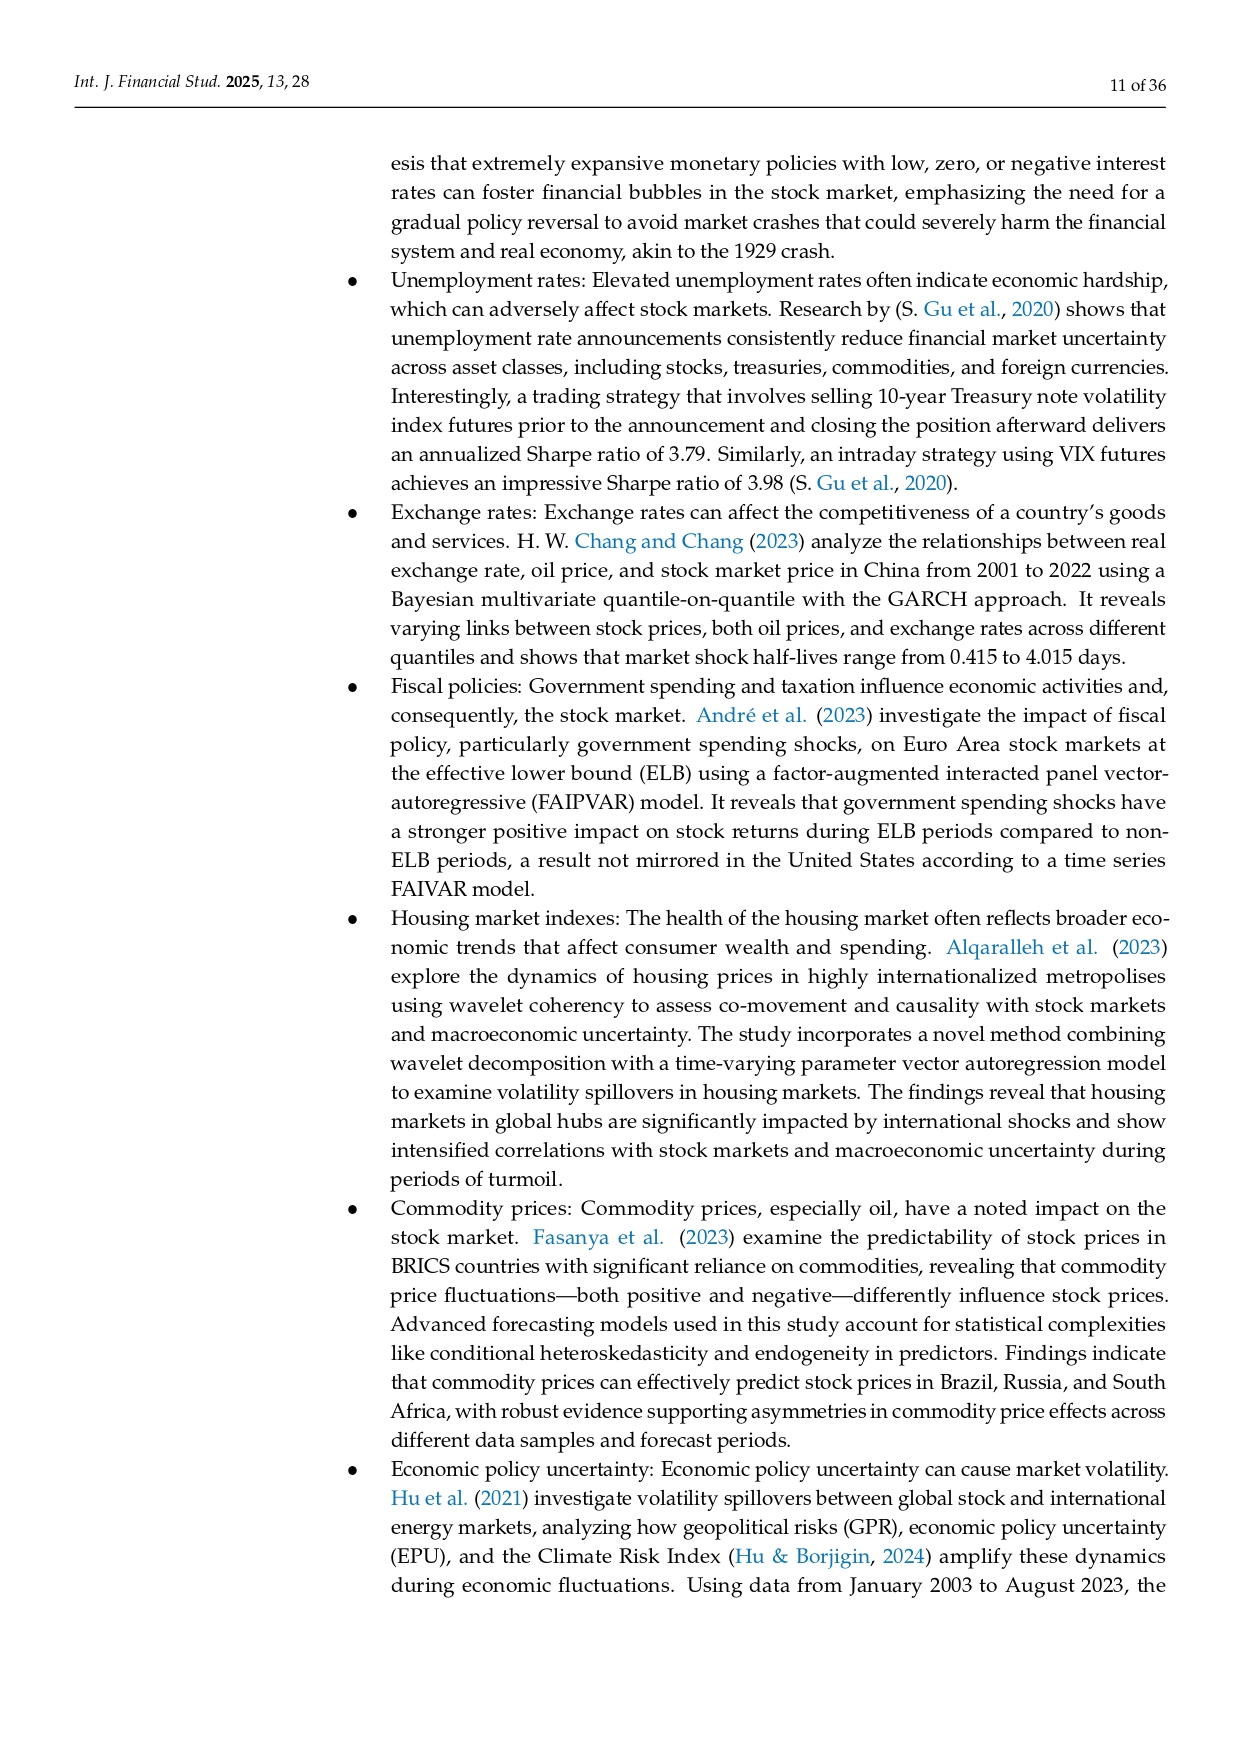 Int. J. Financial Stud. 2025, 13, 28
11 of 36
esis that extremely expansive monetary policies with low, zero, or negative interest
rates can foster financial bubbles in the stock market, emphasizing the need for a
gradual policy reversal to avoid market crashes that could severely harm the financial
system and real economy, akin to the 1929 crash.
● Unemployment rates: Elevated unemployment rates often indicate economic hardship,
which can adversely affect stock markets. Research by (S. Gu et al., 2020) shows that
unemployment rate announcements consistently reduce financial market uncertainty
across asset classes, including stocks, treasuries, commodities, and foreign currencies.
Interestingly, a trading strategy that involves selling 10-year Treasury note volatility
index futures prior to the announcement and closing the position afterward delivers
an annualized Sharpe ratio of 3.79. Similarly, an intraday strategy using VIX futures
achieves an impressive Sharpe ratio of 3.98 (S. Gu et al., 2020).
● Exchange rates: Exchange rates can affect the competitiveness of a country's goods
and services. H. W. Chang and Chang (2023) analyze the relationships between real
exchange rate, oil price, and stock market price in China from 2001 to 2022 using a
Bayesian multivariate quantile-on-quantile with the GARCH approach. It reveals
varying links between stock prices, both oil prices, and exchange rates across different
quantiles and shows that market shock half-lives range from 0.415 to 4.015 days.
● Fiscal policies: Government spending and taxation influence economic activities and,
consequently, the stock market. André et al. (2023) investigate the impact of fiscal
policy, particularly government spending shocks, on Euro Area stock markets at
the effective lower bound (ELB) using a factor-augmented interacted panel vector-
autoregressive (FAIPVAR) model. It reveals that government spending shocks have
a stronger positive impact on stock returns during ELB periods compared to non-
ELB periods, a result not mirrored in the United States according to a time series
FAIVAR model.
● Housing market indexes: The health of the housing market often reflects broader eco-
nomic trends that affect consumer wealth and spending. Alqaralleh et al. (2023)
explore the dynamics of housing prices in highly internationalized metropolises
using wavelet coherency to assess co-movement and causality with stock markets
and macroeconomic uncertainty. The study incorporates a novel method combining
wavelet decomposition with a time-varying parameter vector autoregression model
to examine volatility spillovers in housing markets. The findings reveal that housing
markets in global hubs are significantly impacted by international shocks and show
intensified correlations with stock markets and macroeconomic uncertainty during
periods of turmoil.
● Commodity prices: Commodity prices, especially oil, have a noted impact on the
stock market. Fasanya et al. (2023) examine the predictability of stock prices in
BRICS countries with significant reliance on commodities, revealing that commodity
price fluctuations—both positive and negative—differently influence stock prices.
Advanced forecasting models used in this study account for statistical complexities
like conditional heteroskedasticity and endogeneity in predictors. Findings indicate
that commodity prices can effectively predict stock prices in Brazil, Russia, and South
Africa, with robust evidence supporting asymmetries in commodity price effects across
different data samples and forecast periods.
● Economic policy uncertainty: Economic policy uncertainty can cause market volatility.
Hu et al. (2021) investigate volatility spillovers between global stock and international
energy markets, analyzing how geopolitical risks (GPR), economic policy uncertainty
(EPU), and the Climate Risk Index (Hu & Borjigin, 2024) amplify these dynamics
during economic fluctuations. Using data from January 2003 to August 2023, the